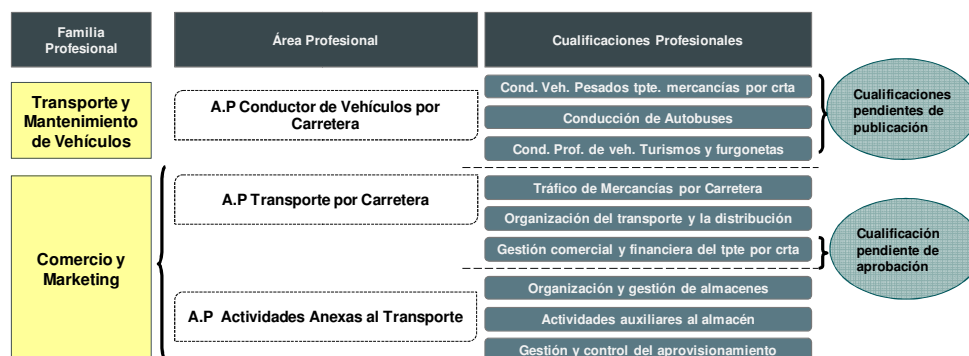 Familia
Profesional
Área Profesional
Cualificaciones Profesionales
Transporte y
Mantenimiento
de Vehículos
A.P Conductor de Vehículos por
Carretera
Cond. Veh. Pesados tpte. mercancías por crta
Conducción de Autobuses
Cond. Prof. de veh. Turismos y furgonetas
Cualificaciones
pendientes de
publicación
Comercio y
Marketing
A.P Transporte por Carretera
Tráfico de Mercancías por Carretera
Organización del transporte y la distribución
Gestión comercial y financiera del tpte por crta
Cualificación
pendiente de
aprobación
A.P Actividades Anexas al Transporte
Organización y gestión de almacenes
Actividades auxiliares al almacén
Gestión y control del aprovisionamiento